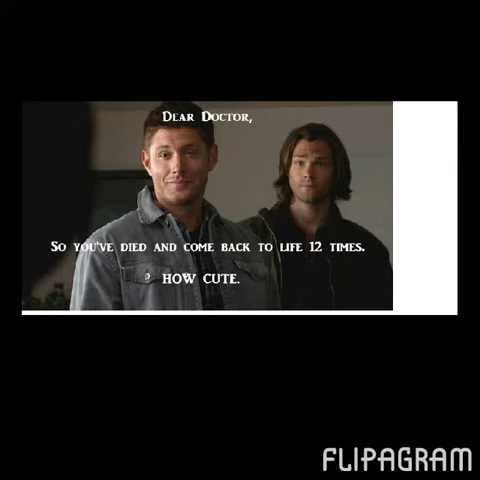 Dear Doctor,
So you've died and come back to life 12 times.
HOW CUTE.
FLIPAGRAM